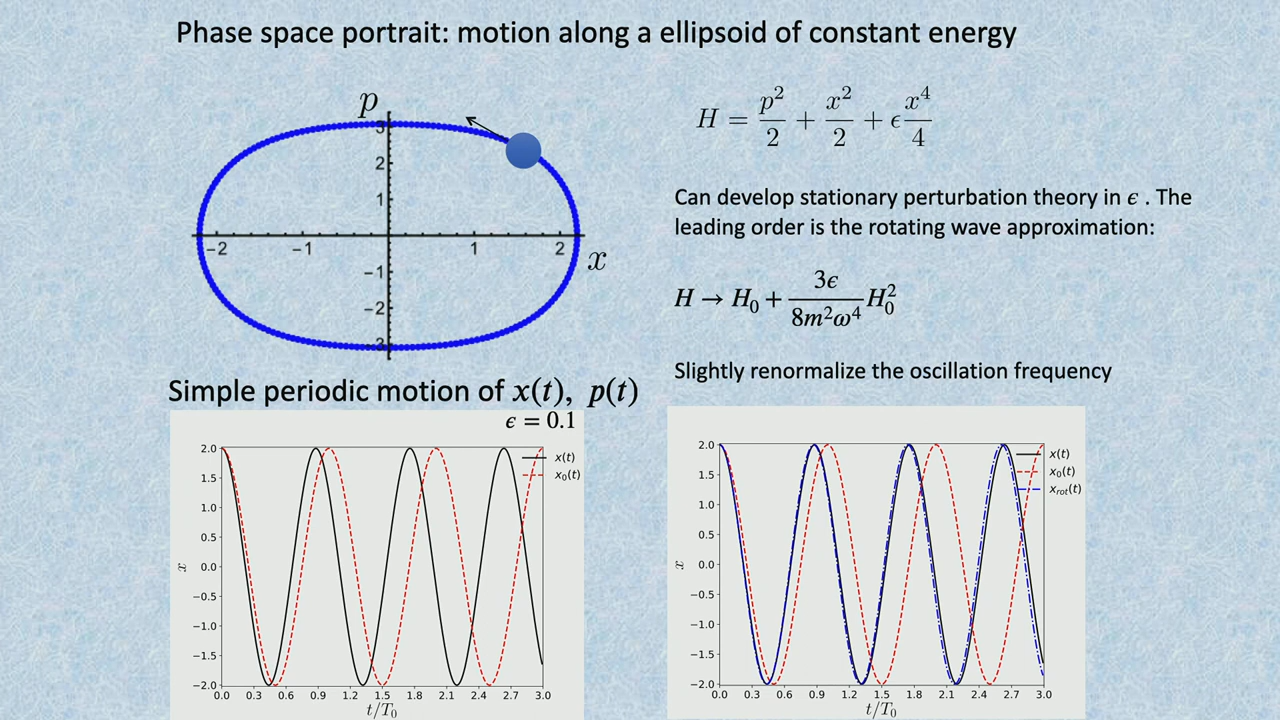 Phase space portrait: motion along a ellipsoid of constant energy
p
3
2
1
−2 −1 1 2
x
−1
−2
−3
H = p²/2 + x²/2 + ϵ x⁴/4
Can develop stationary perturbation theory in ϵ . The
leading order is the rotating wave approximation:
H → H₀ + 3ϵ/8m²ω⁴ H₀²
Slightly renormalize the oscillation frequency
Simple periodic motion of x(t), p(t)
ϵ = 0.1
2.0
1.5
1.0
0.5
0.0
−0.5
−1.0
−1.5
−2.0
x
x(t)
x₀(t)
0.0 0.3 0.6 0.9 1.2 1.5 1.8 2.1 2.4 2.7 3.0
t/T₀
2.0
1.5
1.0
0.5
0.0
−0.5
−1.0
−1.5
−2.0
x
x(t)
x₀(t)
x_rot(t)
0.0 0.3 0.6 0.9 1.2 1.5 1.8 2.1 2.4 2.7 3.0
t/T₀